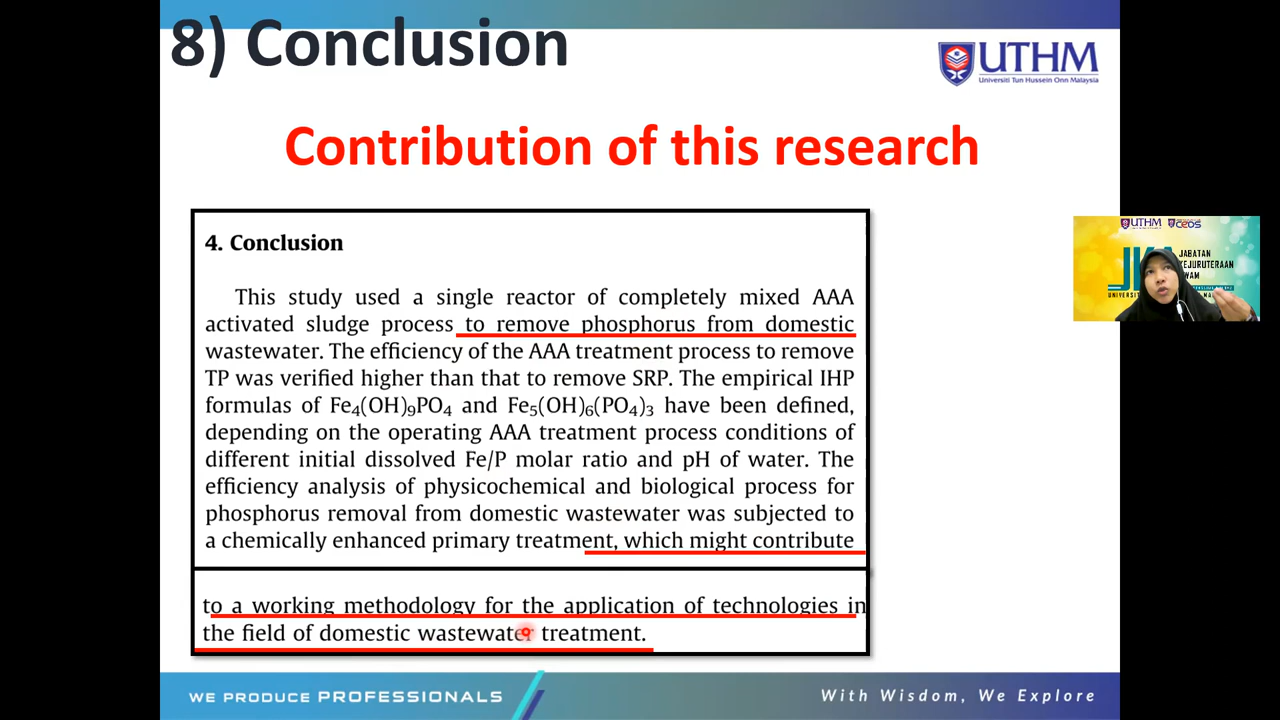 8) Conclusion
UTHM
Universiti Tun Hussein Onn Malaysia
Contribution of this research
4. Conclusion
This study used a single reactor of completely mixed AAA
activated sludge process to remove phosphorus from domestic
wastewater. The efficiency of the AAA treatment process to remove
TP was verified higher than that to remove SRP. The empirical IHP
formulas of Fe₄(OH)₉PO₄ and Fe₅(OH)₆(PO₄)₃ have been defined,
depending on the operating AAA treatment process conditions of
different initial dissolved Fe/P molar ratio and pH of water. The
efficiency analysis of physicochemical and biological process for
phosphorus removal from domestic wastewater was subjected to
a chemically enhanced primary treatment, which might contribute
to a working methodology for the application of technologies in
the field of domestic wastewater treatment.
UTHM
JABATAN
WE PRODUCE PROFESSIONALS
With Wisdom, We Explore